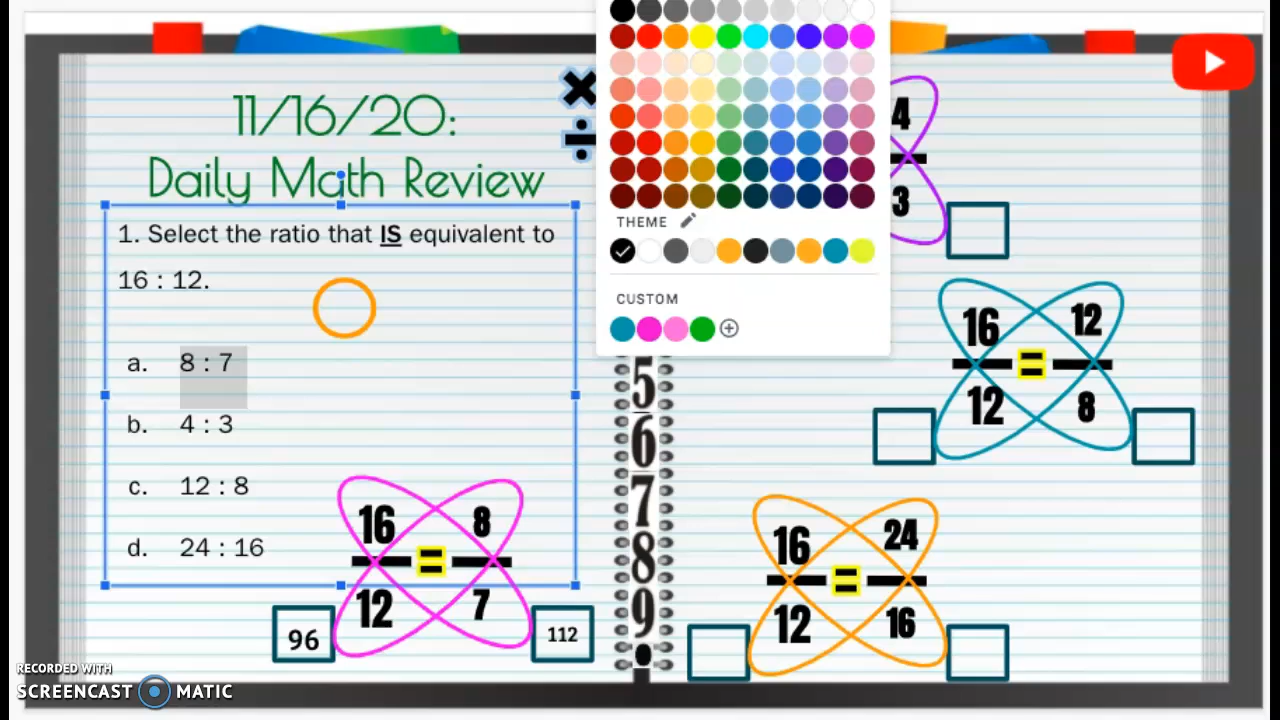 11/16/20:
Daily Math Review
1. Select the ratio that IS equivalent to
16 : 12.
a. 8 : 7
b. 4 : 3
c. 12 : 8
d. 24 : 16
16 = 8
12 7
96
112
THEME
CUSTOM
5
6
7
8
9
4
3
16 = 12
12 8
16 = 24
12 16
RECORDED WITH
SCREENCAST MATIC